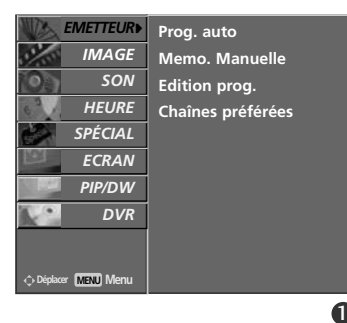 EMETTEUR
IMAGE
SON
HEURE
SPÉCIAL
ECRAN
PIP/DW
DVR
Déplacer MENU Menu
Prog. auto
Memo. Manuelle
Edition prog.
Chaînes préférées
1